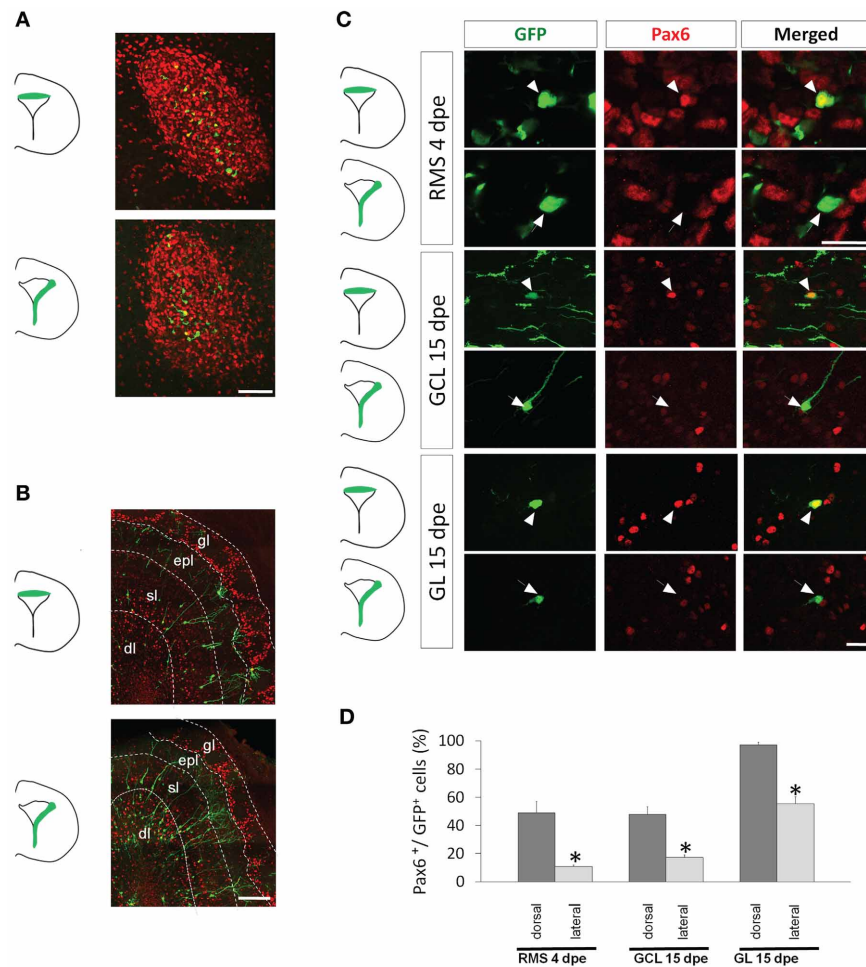 A
B
gl
epl
sl
dl
gl
epl
sl
dl
C
GFP
Pax6
Merged
RMS 4 dpe
GCL 15 dpe
GL 15 dpe
D
Pax6 +/ GFP+ cells (%)
100
80
60
40
20
0
*
*
*
dorsal
lateral
dorsal
lateral
dorsal
lateral
RMS 4 dpe
GCL 15 dpe
GL 15 dpe